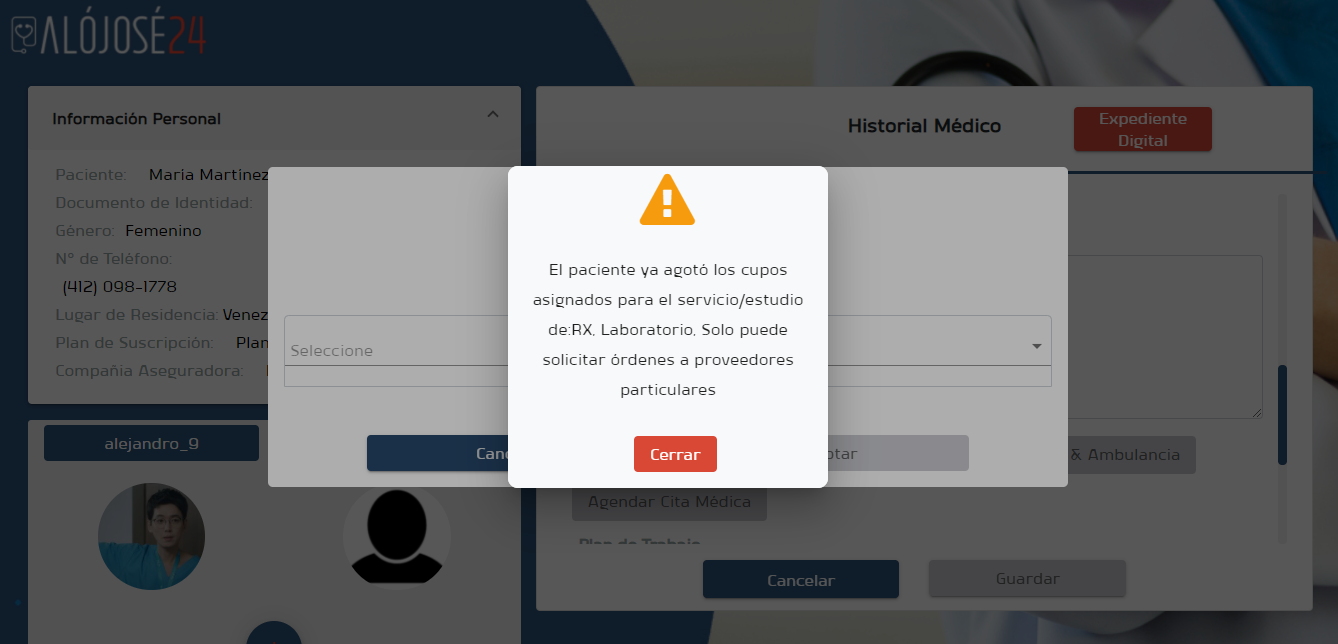 ALÓJOSÉ24
Información Personal
Historial Médico
Expediente
Digital
Paciente: Maria Martinez
Documento de Identidad:
Género: Femenino
N° de Teléfono:
(412) 098-1778
Lugar de Residencia: Venez
Plan de Suscripción: Plan
Compañia Aseguradora:
Seleccione
El paciente ya agotó los cupos
asignados para el servicio/estudio
de:RX, Laboratorio, Solo puede
solicitar órdenes a proveedores
particulares
Cerrar
Canc
otar
& Ambulancia
alejandro_9
Agendar Cita Médica
Plan de Trabajo
Cancelar
Guardar